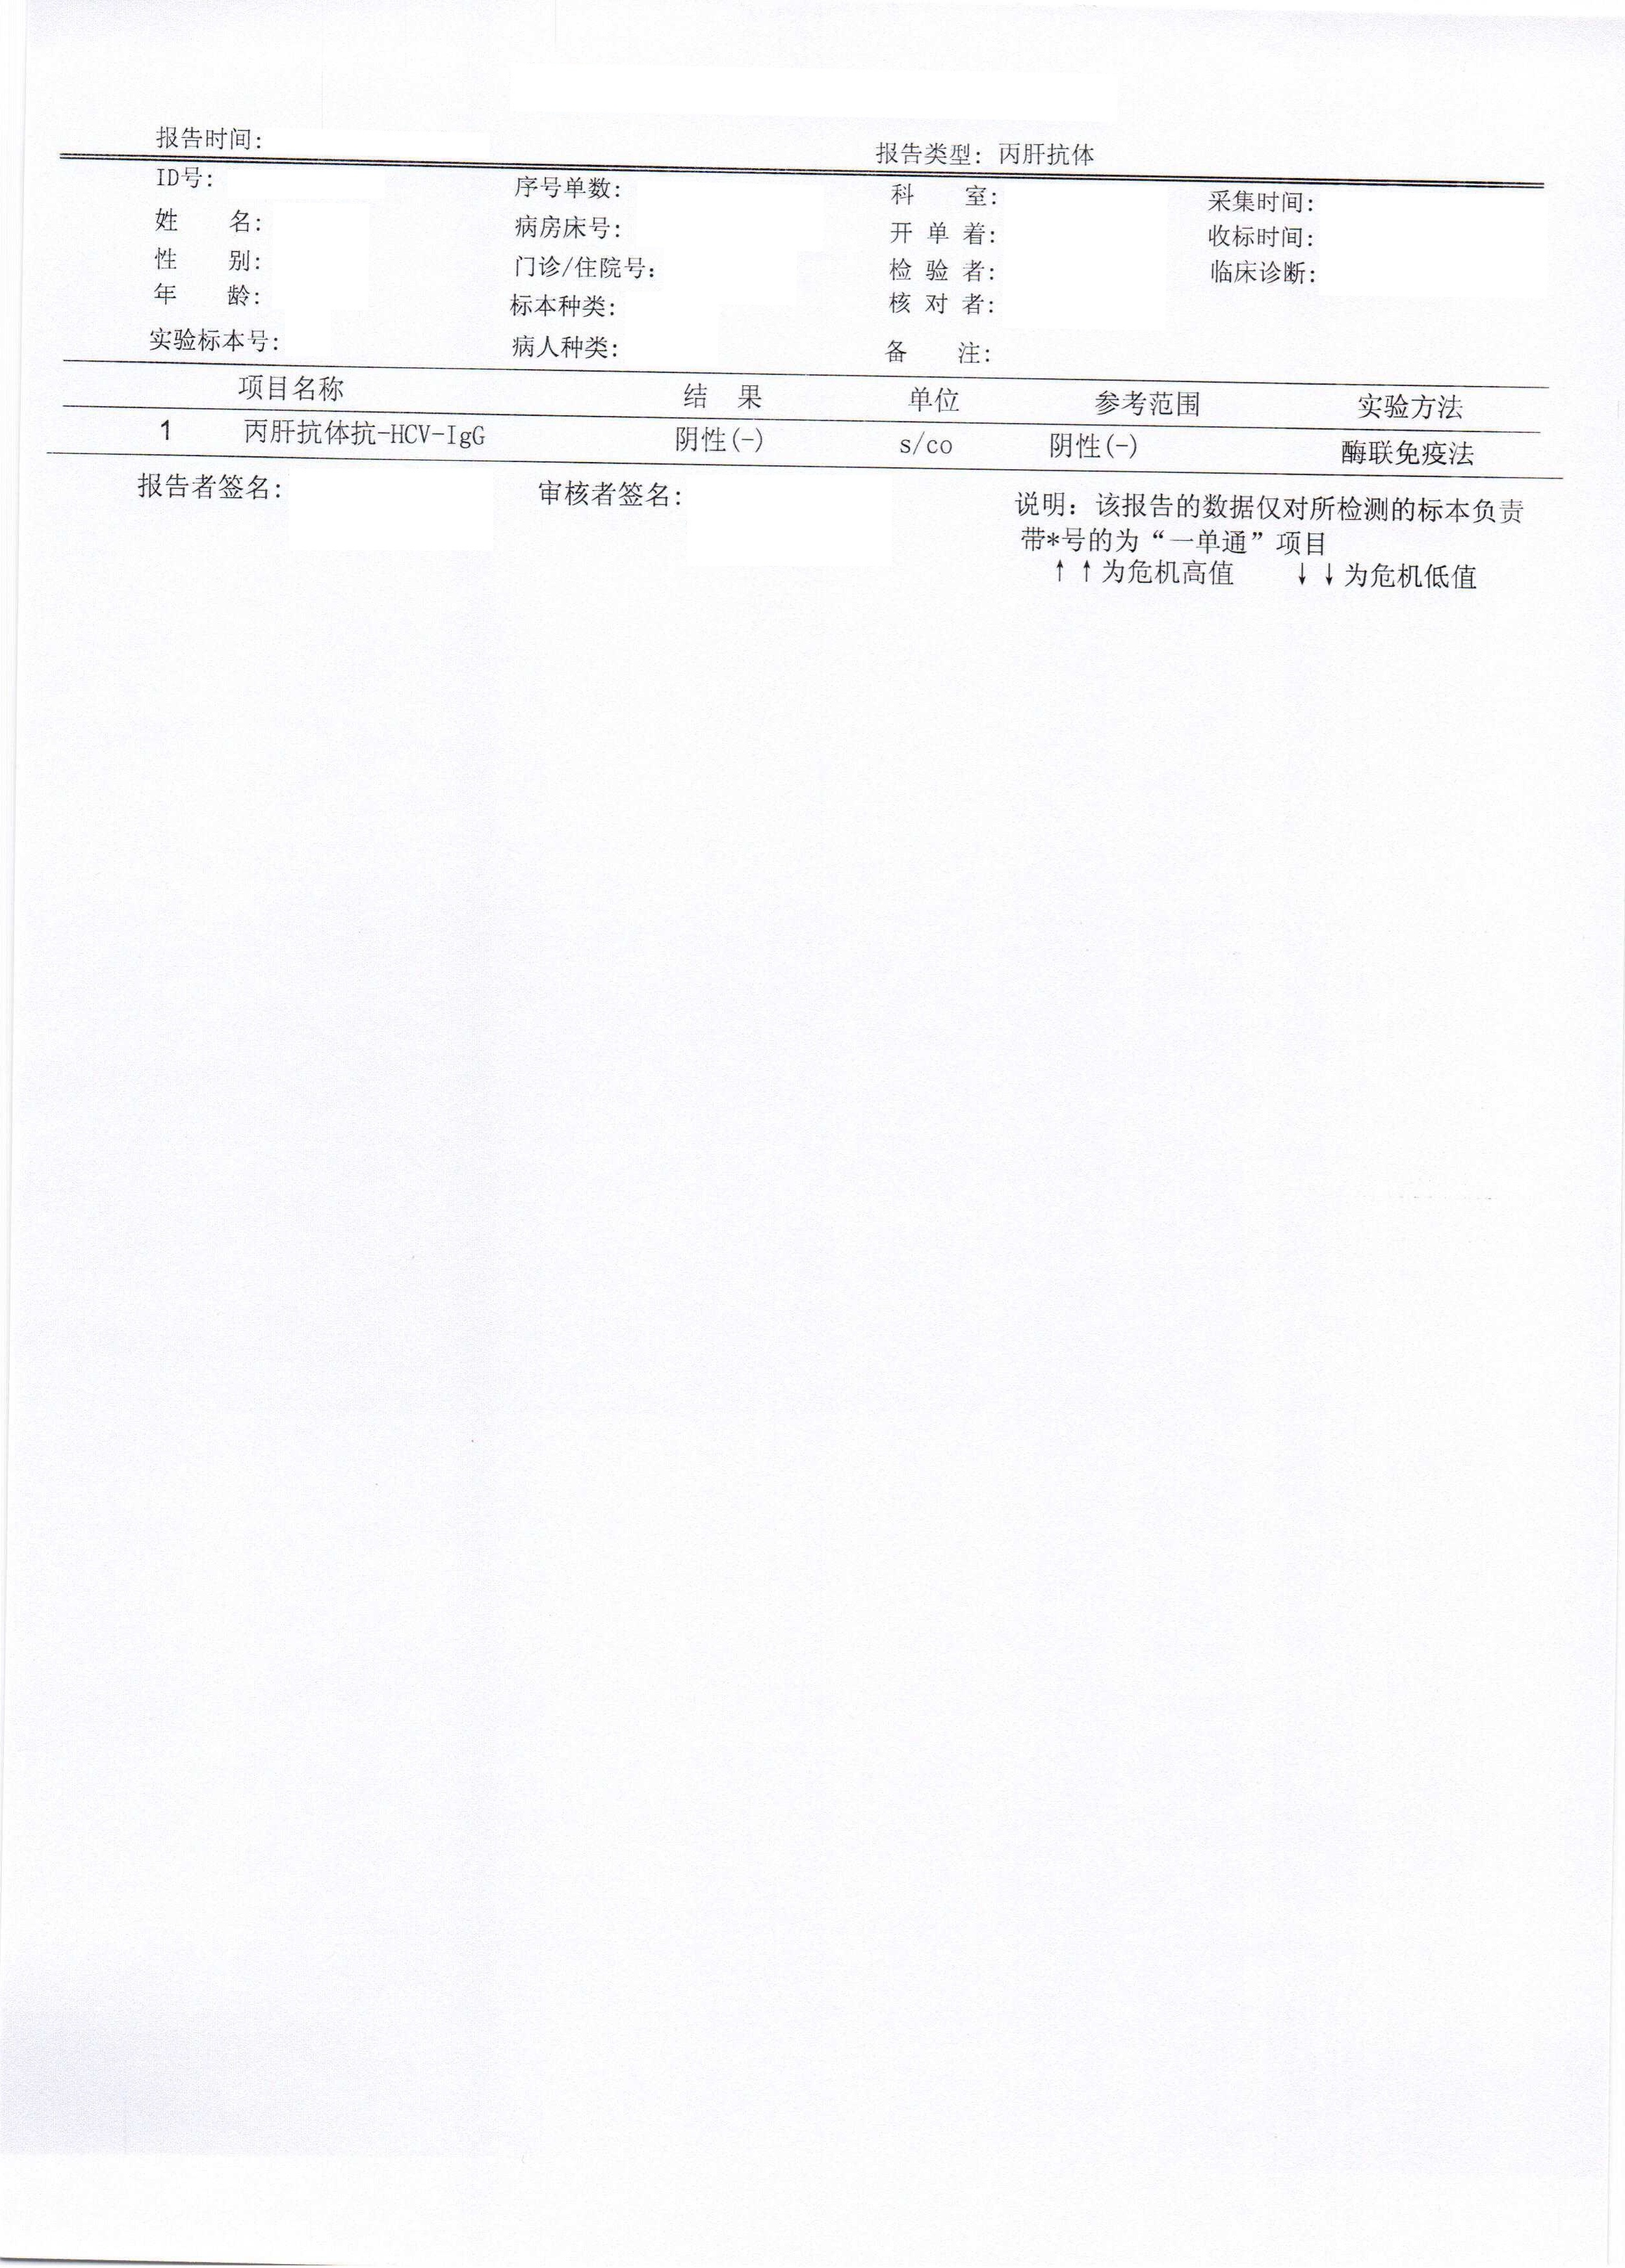 报告时间: 报告类型: 丙肝抗体
ID号: 序号单数: 科 室: 采集时间:
姓 名: 病房床号: 开 单 着: 收标时间:
性 别: 门诊/住院号: 检 验 者: 临床诊断:
年 龄: 标本种类: 核 对 者:
实验标本号: 病人种类: 备 注:
项目名称 结 果 单位 参考范围 实验方法
1 丙肝抗体抗-HCV-IgG 阴性(-) s/co 阴性(-) 酶联免疫法
报告者签名: 审核者签名: 说明: 该报告的数据仅对所检测的标本负责
带*号的为“一单通”项目
↑↑为危机高值 ↓↓为危机低值